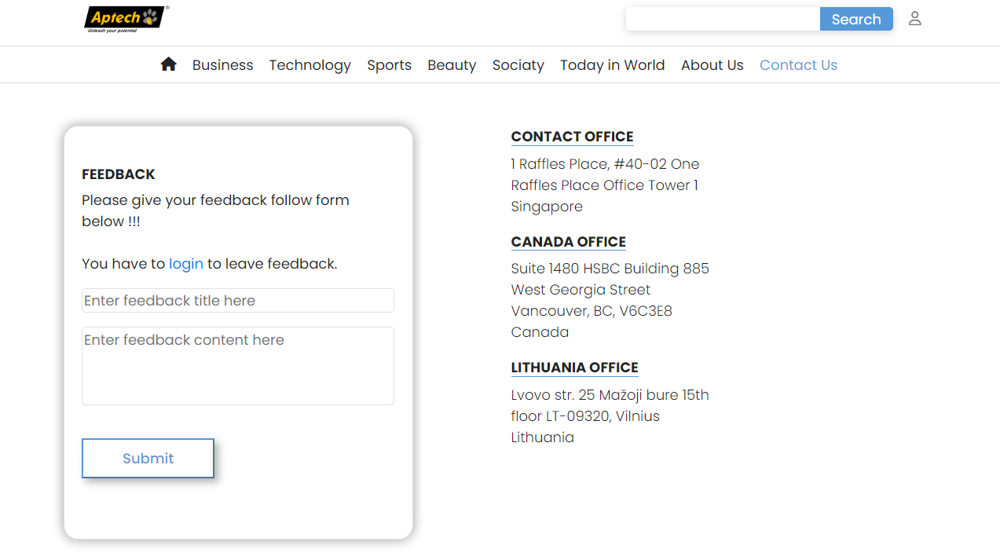 Aptech®
Unleash your potential
Search
Business Technology Sports Beauty Sociaty Today in World About Us Contact Us
FEEDBACK
Please give your feedback follow form
below !!!
You have to login to leave feedback.
Enter feedback title here
Enter feedback content here
Submit
CONTACT OFFICE
1 Raffles Place, #40-02 One
Raffles Place Office Tower 1
Singapore
CANADA OFFICE
Suite 1480 HSBC Building 885
West Georgia Street
Vancouver, BC, V6C3E8
Canada
LITHUANIA OFFICE
Lvovo str. 25 Mažoji bure 15th
floor LT-09320, Vilnius
Lithuania